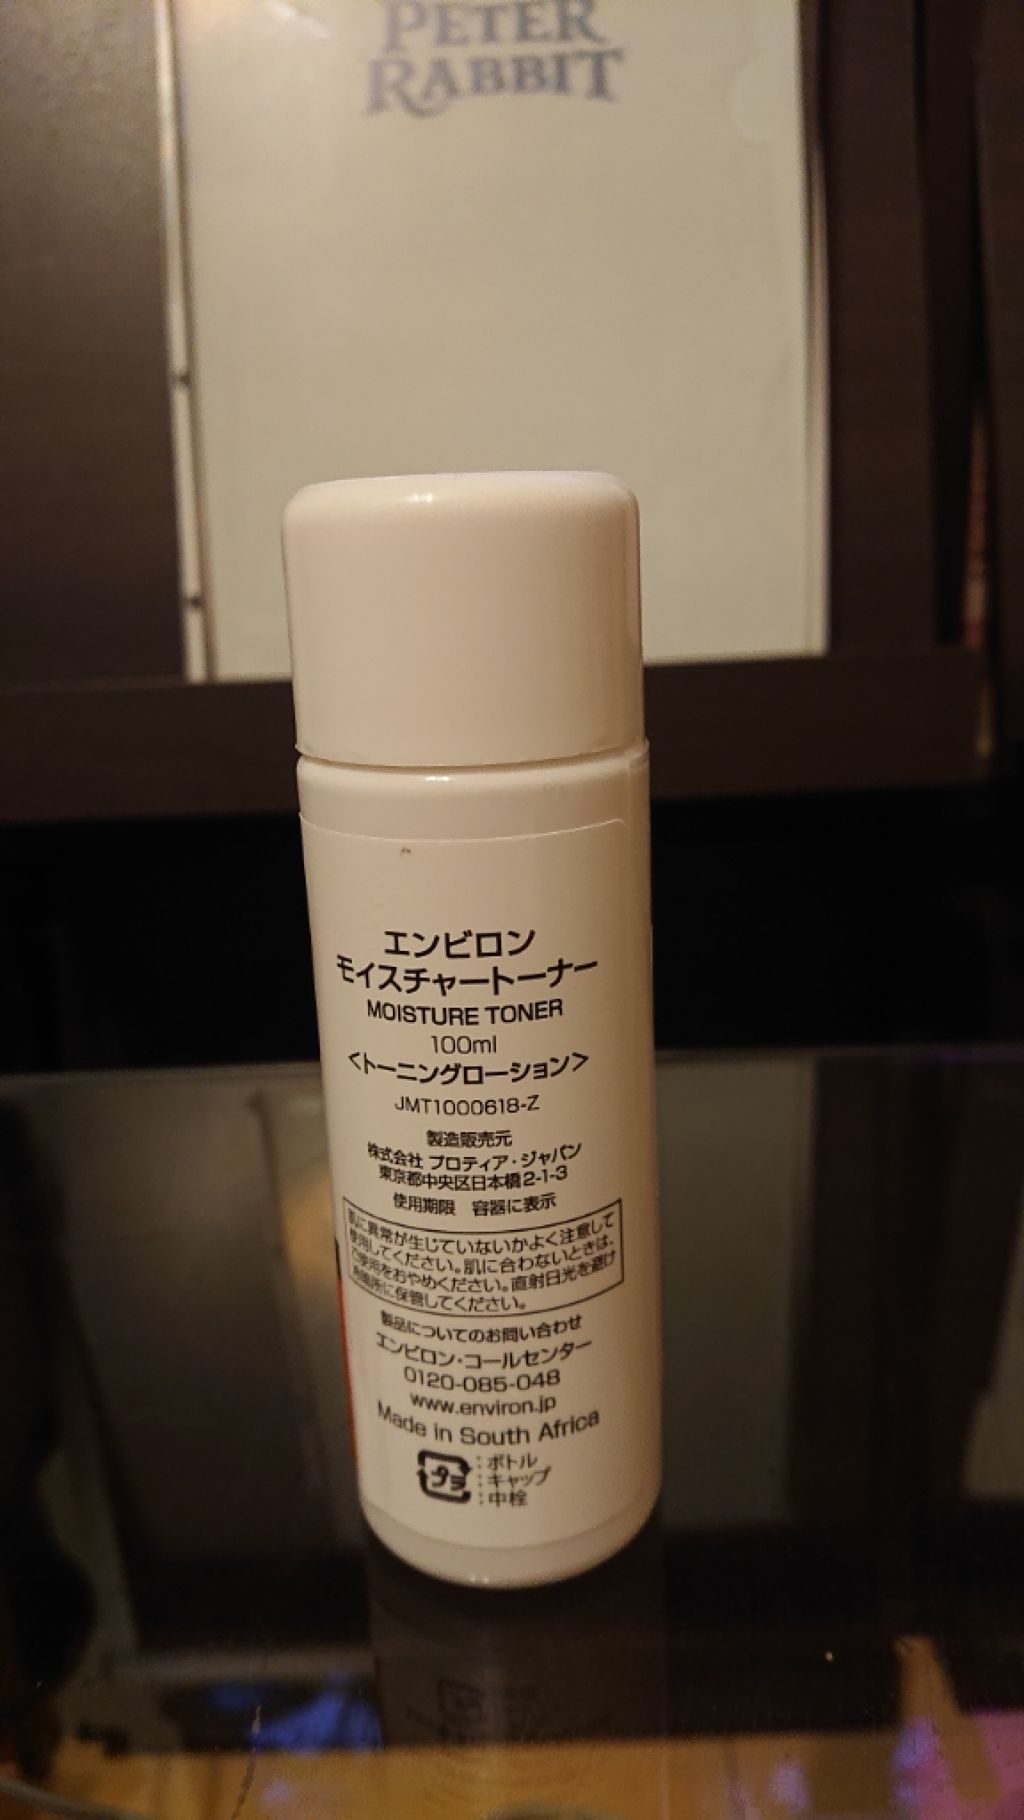 PETER
RABBIT
エンビロン
モイスチャートーナー
MOISTURE TONER
100ml
<トーニングローション>
JMT1000618-Z
製造販売元
株式会社 プロティア・ジャパン
東京都中央区日本橋2-1-3
使用期限 容器に表示
肌に異常が生じていないかよく注意して
使用してください。肌に合わないときは、
ご使用をおやめください。直射日光を避け
冷暗所に保管してください。
製品についてのお問い合わせ
エンビロン・コールセンター
0120-085-048
www.environ.jp
Made in South Africa
プラ :ボトル
:キャップ
:中栓